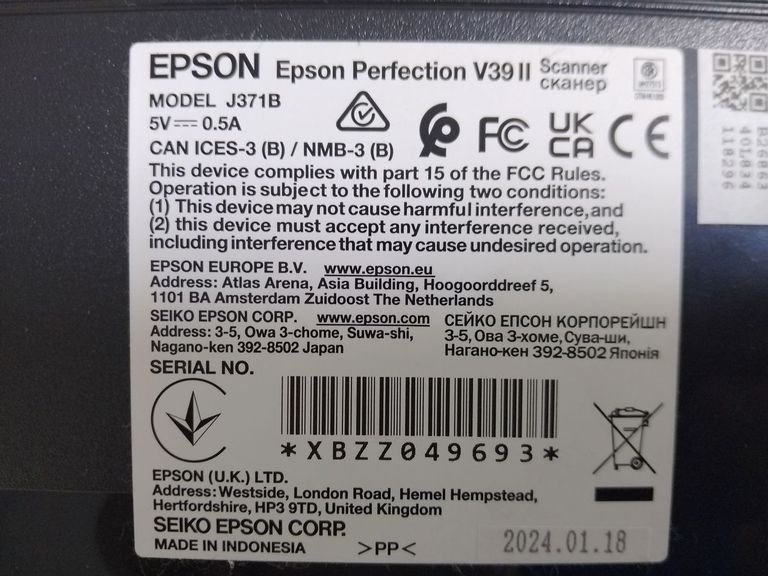 EPSON Epson Perfection V39 II Scanner
сканер
MODEL J371B
5V⎓ 0.5A
CAN ICES-3 (B) / NMB-3 (B)
FC
UK
CA
CE
This device complies with part 15 of the FCC Rules.
Operation is subject to the following two conditions:
(1) This device may not cause harmful interference, and
(2) this device must accept any interference received,
including interference that may cause undesired operation.
EPSON EUROPE B.V. www.epson.eu
Address: Atlas Arena, Asia Building, Hoogoorddreef 5,
1101 BA Amsterdam Zuidoost The Netherlands
SEIKO EPSON CORP. www.epson.com
Address: 3-5, Owa 3-chome, Suwa-shi,
Nagano-ken 392-8502 Japan
СЕЙКО ЕПСОН КОРПОРЕЙШН
3-5, Ова 3-хоме, Сува-ши,
Нагано-кен 392-8502 Японія
SERIAL NO.
*XBZZ049693*
EPSON (U.K.) LTD.
Address: Westside, London Road, Hemel Hempstead,
Hertfordshire, HP3 9TD, United Kingdom
SEIKO EPSON CORP.
MADE IN INDONESIA >PP<
2024.01.18